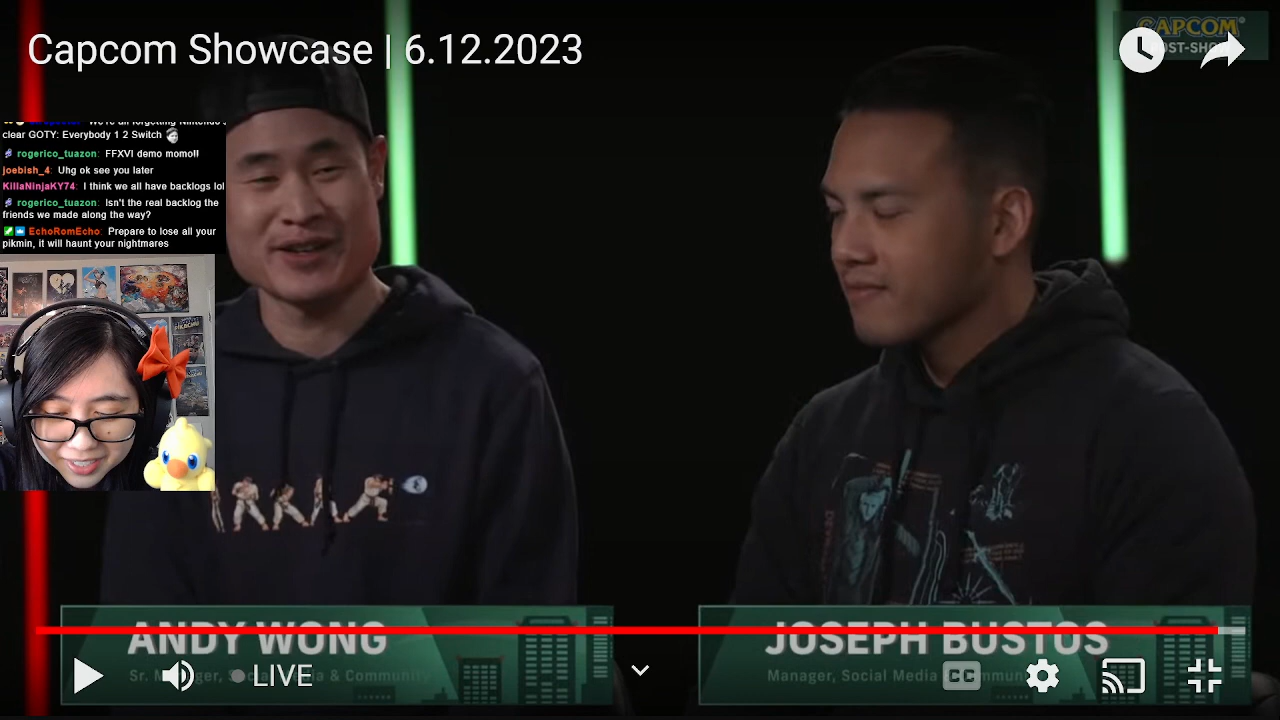 Capcom Showcase | 6.12.2023
CAPCOM
clear GOTY: Everybody 1 2 Switch
rogerico_tuazon: FFXVI demo momo!!
joebish_4: Uhg ok see you later
KillaNinjaKY74: I think we all have backlogs lol
rogerico_tuazon: Isn't the real backlog the
friends we made along the way?
EchoRomEcho: Prepare to lose all your
pikmin, it will haunt your nightmares
ANDY WONG
JOSEPH BUSTOS
Manager, Social Media
LIVE
CC